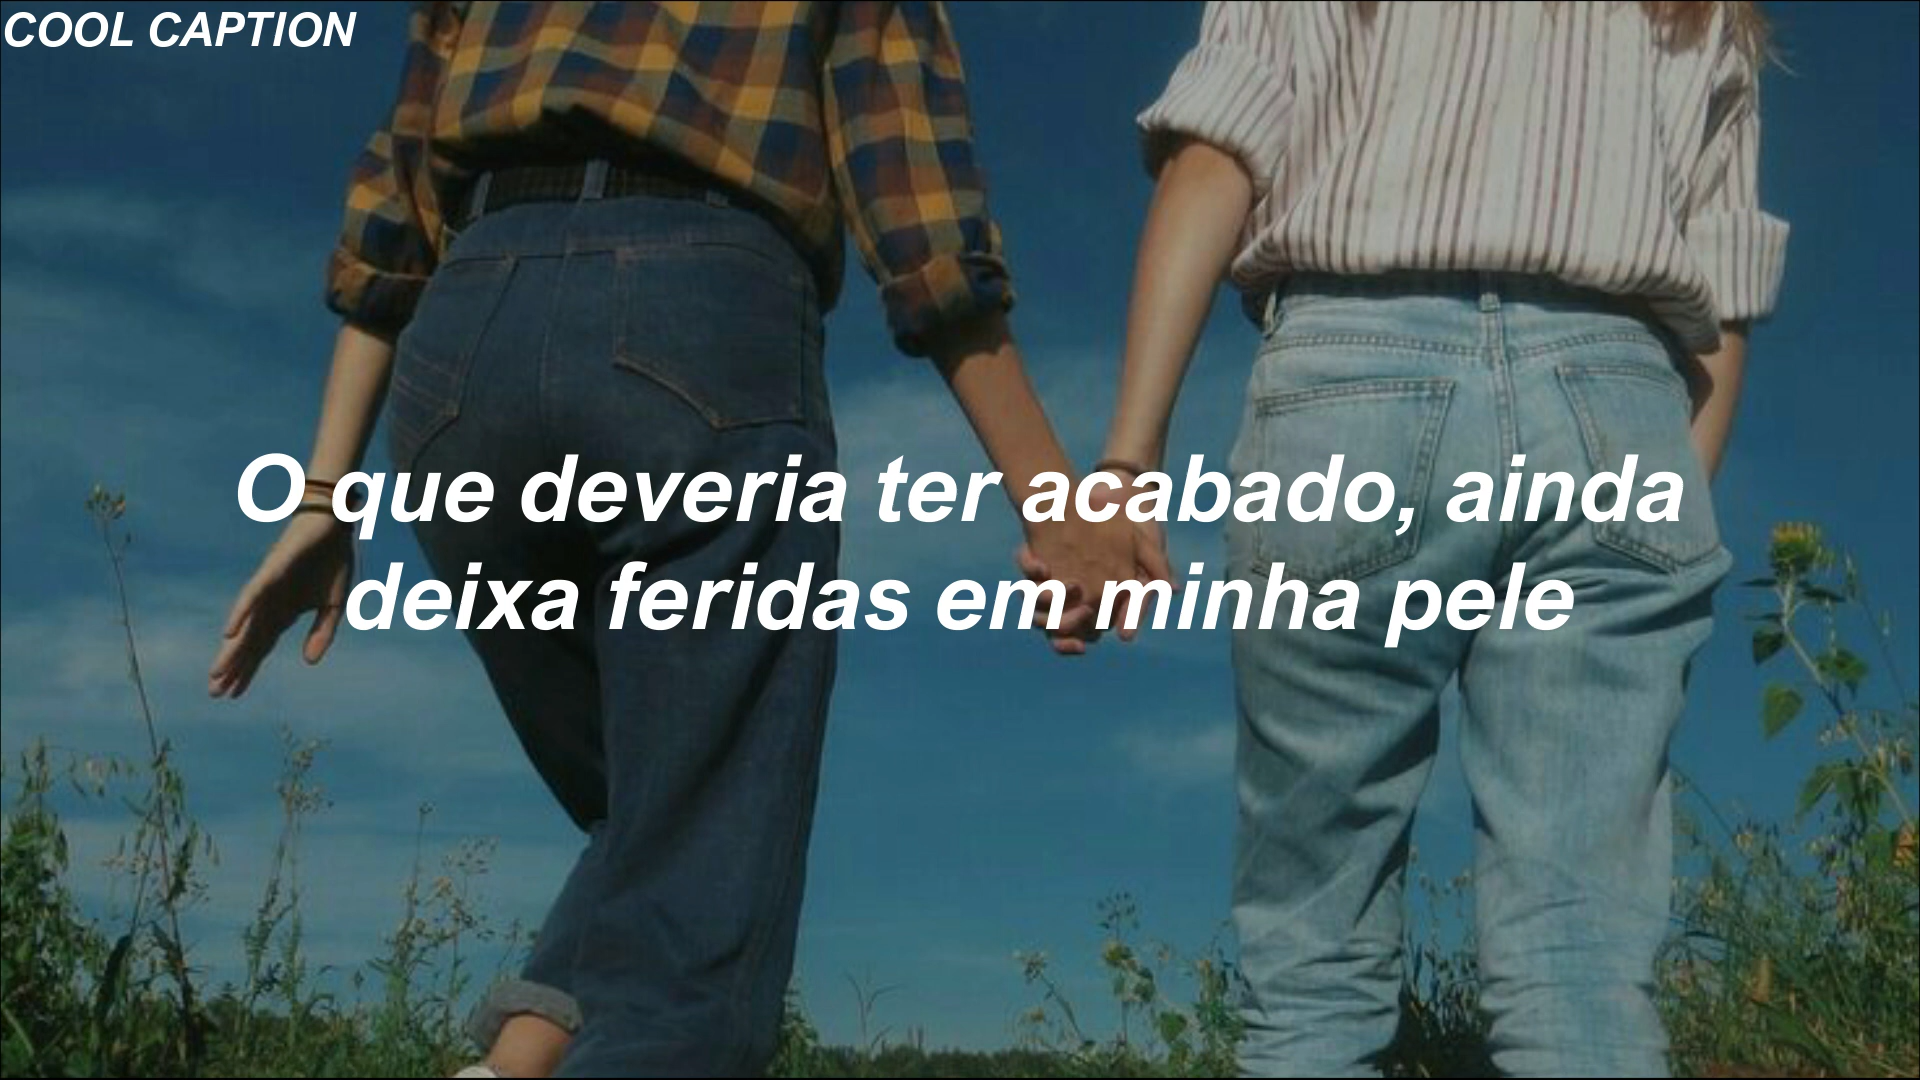 COOL CAPTION
O que deveria ter acabado, ainda
deixa feridas em minha pele